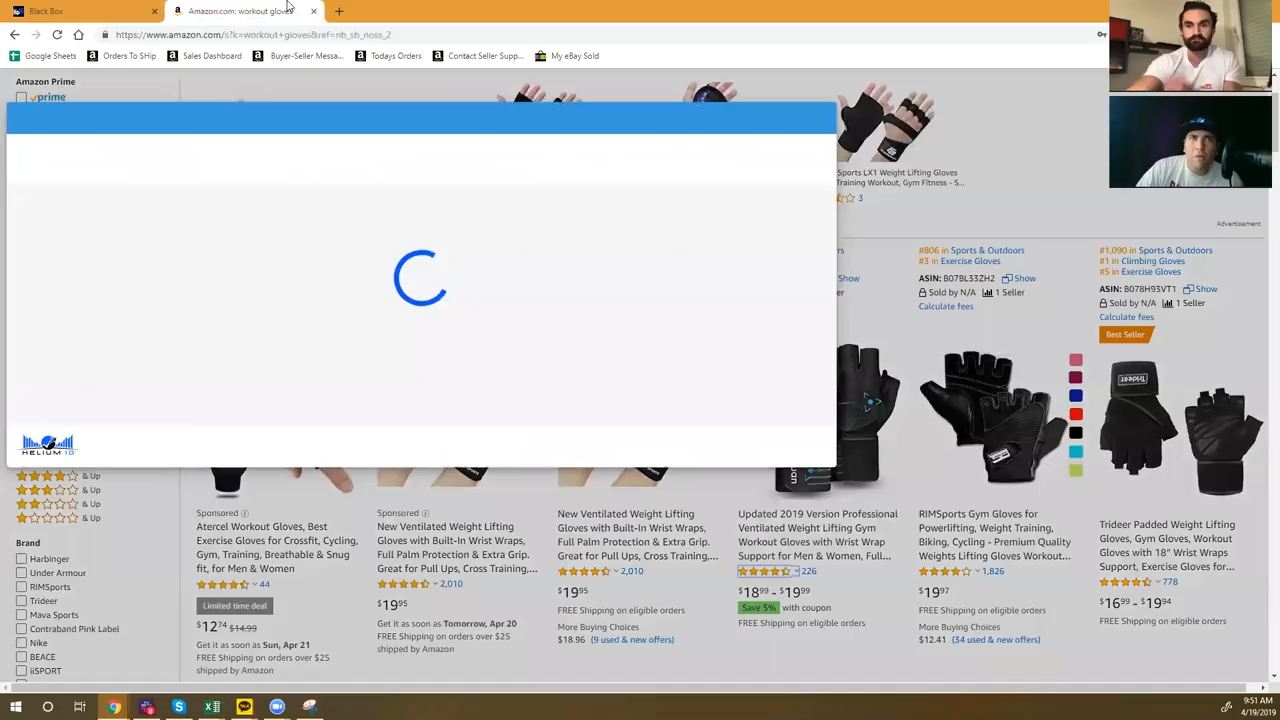 Black Box
Amazon.com: workout gloves
https://www.amazon.com/s?k=workout+gloves&ref=nb_sb_noss_2
Google Sheets
Orders To SHip
Sales Dashboard
Buyer-Seller Messa...
Todays Orders
Contact Seller Supp...
My eBay Sold
Amazon Prime
prime
Sports LX1 Weight Lifting Gloves
Training Workout, Gym Fitness - S...
3
Advertisement
#806 in Sports & Outdoors
#3 in Exercise Gloves
ASIN: B07BL33ZH2 Show
Sold by N/A 1 Seller
Calculate fees
#1,090 in Sports & Outdoors
#1 in Climbing Gloves
#5 in Exercise Gloves
ASIN: B078H93VT1 Show
Sold by N/A 1 Seller
Calculate fees
Best Seller
Show
HELIUM 10
& Up
& Up
& Up
& Up
Brand
Harbinger
Under Armour
RIMSports
Trideer
Mava Sports
Contraband Pink Label
Nike
BEACE
iiSPORT
Sponsored
Atercel Workout Gloves, Best
Exercise Gloves for Crossfit, Cycling,
Gym, Training, Breathable & Snug
fit, for Men & Women
44
Limited time deal
$12.74 $14.99
Get it as soon as Sun, Apr 21
FREE Shipping on orders over $25
shipped by Amazon
Sponsored
New Ventilated Weight Lifting
Gloves with Built-In Wrist Wraps,
Full Palm Protection & Extra Grip.
Great for Pull Ups, Cross Training,...
2,010
$19.95
Get it as soon as Tomorrow, Apr 20
FREE Shipping on orders over $25
shipped by Amazon
New Ventilated Weight Lifting
Gloves with Built-In Wrist Wraps,
Full Palm Protection & Extra Grip.
Great for Pull Ups, Cross Training,...
2,010
$19.95
FREE Shipping on eligible orders
More Buying Choices
$18.96 (9 used & new offers)
Updated 2019 Version Professional
Ventilated Weight Lifting Gym
Workout Gloves with Wrist Wrap
Support for Men & Women, Full...
226
$18.99 - $19.99
Save 5% with coupon
FREE Shipping on eligible orders
RIMSports Gym Gloves for
Powerlifting, Weight Training,
Biking, Cycling - Premium Quality
Weights Lifting Gloves Workout...
1,826
$19.97
FREE Shipping on eligible orders
More Buying Choices
$12.41 (34 used & new offers)
Trideer
Trideer Padded Weight Lifting
Gloves, Gym Gloves, Workout
Gloves with 18" Wrist Wraps
Support, Exercise Gloves for...
778
$16.99 - $19.94
FREE Shipping on eligible orders
9:51 AM
4/19/2019